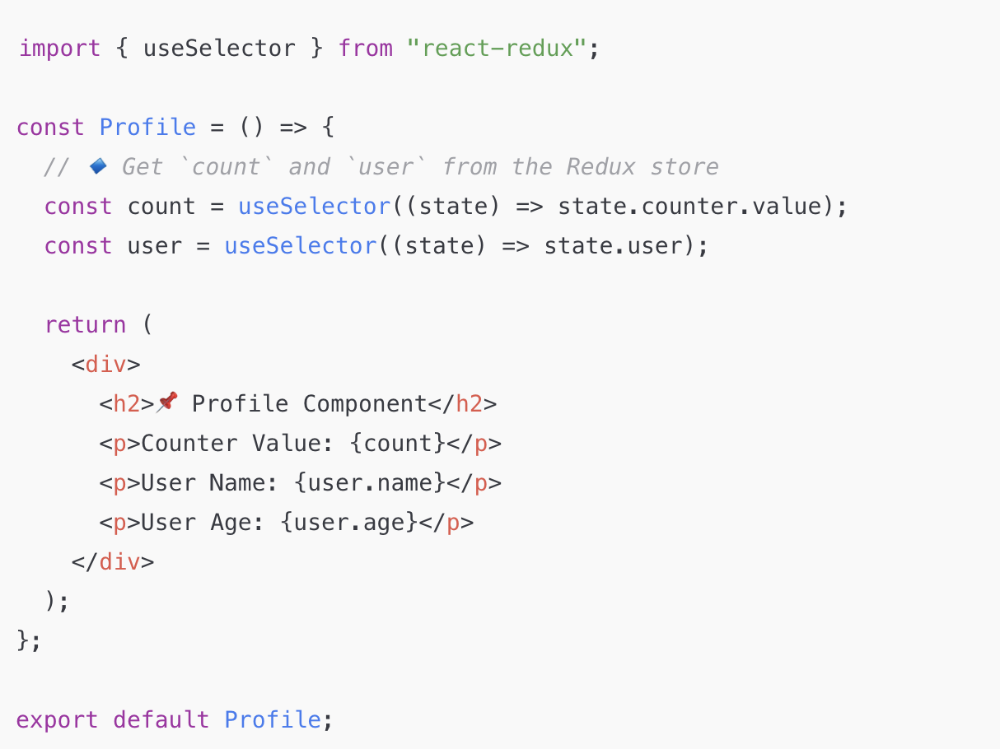 import { useSelector } from "react-redux";
const Profile = () => {
  // 🔹 Get `count` and `user` from the Redux store
  const count = useSelector((state) => state.counter.value);
  const user = useSelector((state) => state.user);
  return (
    <div>
      <h2>📌 Profile Component</h2>
      <p>Counter Value: {count}</p>
      <p>User Name: {user.name}</p>
      <p>User Age: {user.age}</p>
    </div>
  );
};
export default Profile;